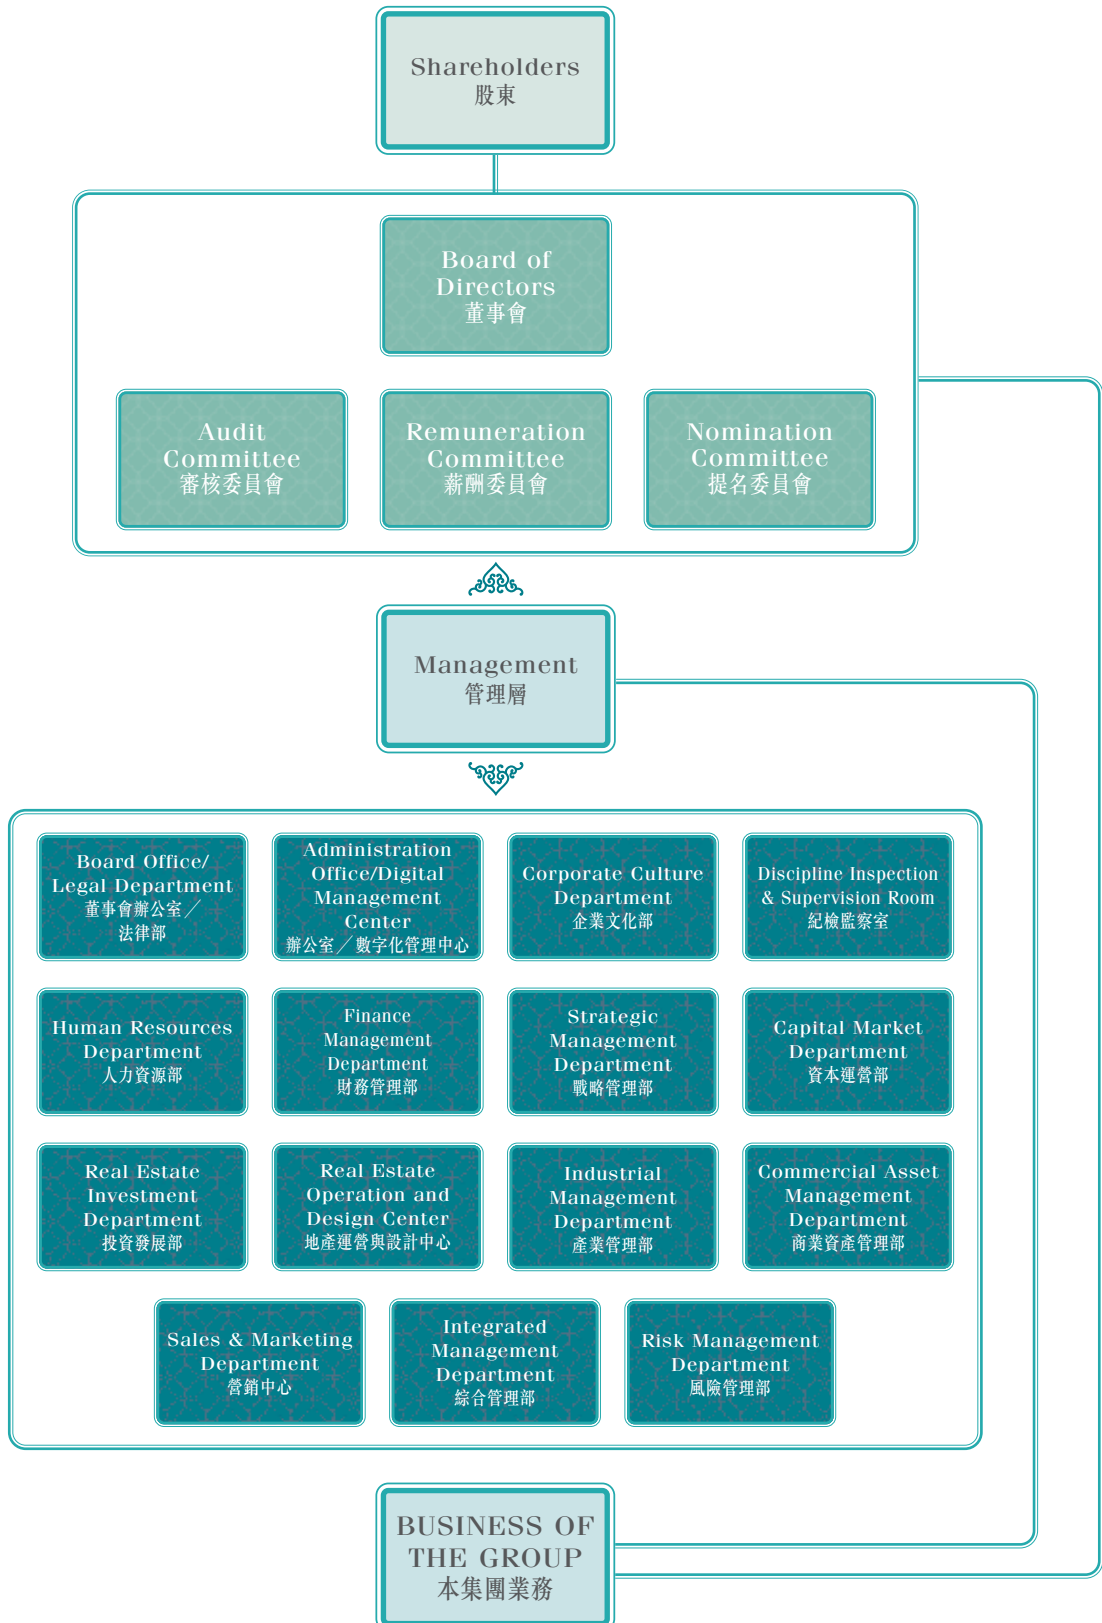 Shareholders
股東
Board of
Directors
董事會
Audit
Committee
審核委員會
Remuneration
Committee
薪酬委員會
Nomination
Committee
提名委員會
Management
管理層
Board Office/
Legal Department
董事會辦公室／
法律部
Administration
Office/Digital
Management
Center
辦公室／數字化管理中心
Corporate Culture
Department
企業文化部
Discipline Inspection
& Supervision Room
紀檢監察室
Human Resources
Department
人力資源部
Finance
Management
Department
財務管理部
Strategic
Management
Department
戰略管理部
Capital Market
Department
資本運營部
Real Estate
Investment
Department
投資發展部
Real Estate
Operation and
Design Center
地產運營與設計中心
Industrial
Management
Department
產業管理部
Commercial Asset
Management
Department
商業資產管理部
Sales & Marketing
Department
營銷中心
Integrated
Management
Department
綜合管理部
Risk Management
Department
風險管理部
BUSINESS OF
THE GROUP
本集團業務